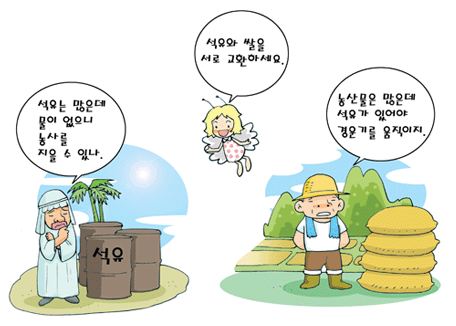 석유와 쌀을
서로 교환하세요.
석유는 많은데
물이 없으니
농사를
지을 수 있나.
농산물은 많은데
석유가 있어야
경운기를 움직이지.
석유